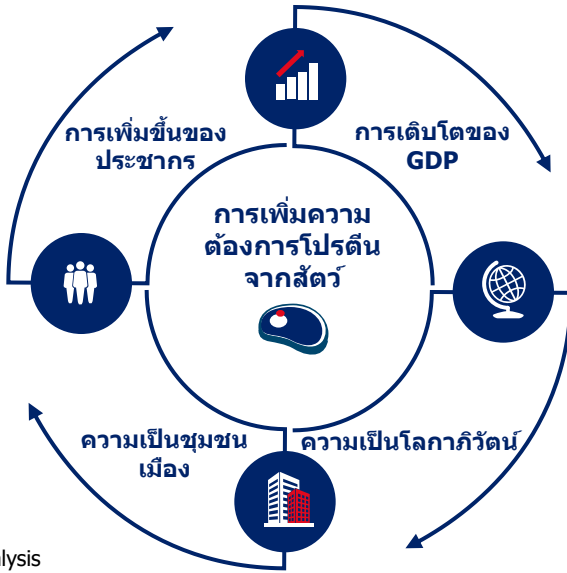 การเพิ่มขึ้นของ
ประชากร
การเติบโตของ
GDP
การเพิ่มความ
ต้องการโปรตีน
จากสัตว์
ความเป็นชุมชน
เมือง
ความเป็นโลกาภิวัตน์
alysis